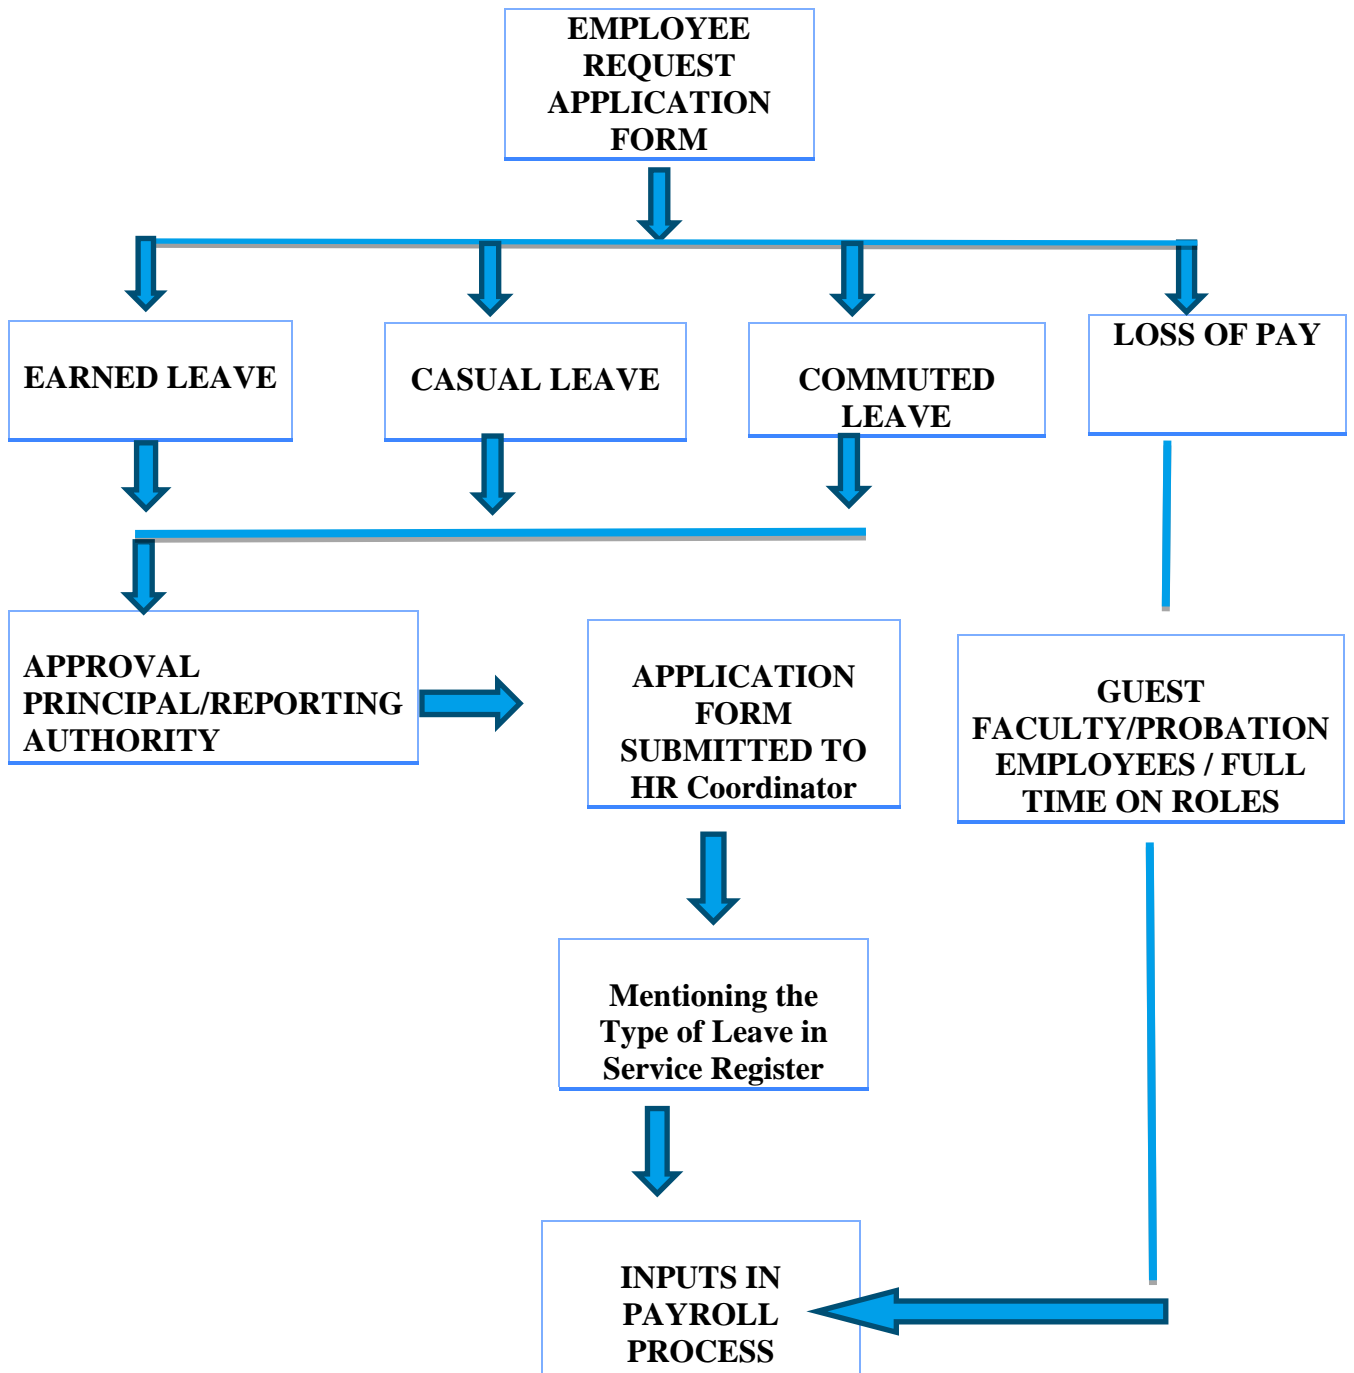 EMPLOYEE
REQUEST
APPLICATION
FORM
EARNED LEAVE
CASUAL LEAVE
COMMUTED
LEAVE
LOSS OF PAY
APPROVAL
PRINCIPAL/REPORTING
AUTHORITY
APPLICATION
FORM
SUBMITTED TO
HR Coordinator
GUEST
FACULTY/PROBATION
EMPLOYEES / FULL
TIME ON ROLES
Mentioning the
Type of Leave in
Service Register
INPUTS IN
PAYROLL
PROCESS